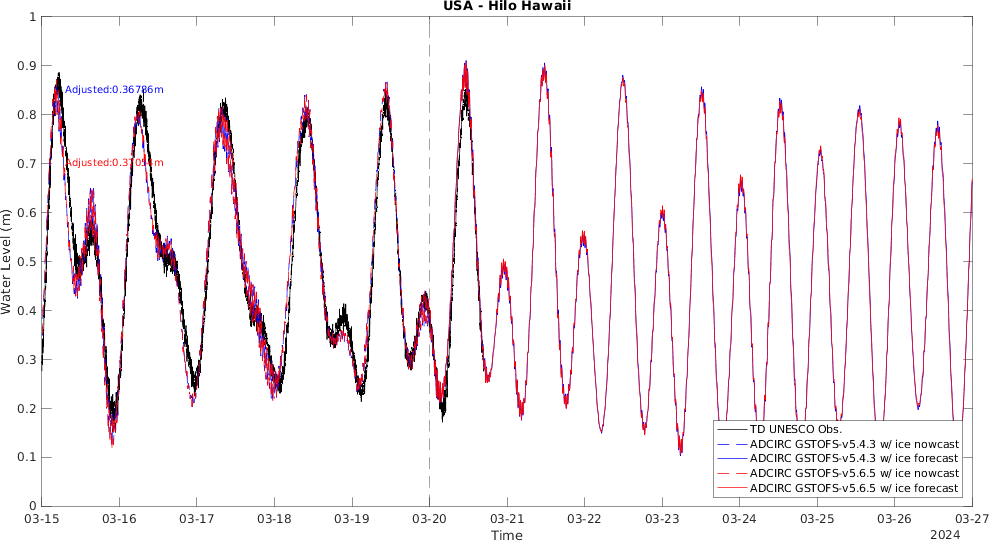 USA - Hilo Hawaii
Water Level (m)
1
0.9
0.8
0.7
0.6
0.5
0.4
0.3
0.2
0.1
0
Adjusted:0.36786m
TD UNESCO Obs.
ADCIRC GSTOFS-v5.4.3 w/ ice nowcast
ADCIRC GSTOFS-v5.4.3 w/ ice forecast
ADCIRC GSTOFS-v5.6.5 w/ ice nowcast
ADCIRC GSTOFS-v5.6.5 w/ ice forecast
03-15 03-16 03-17 03-18 03-19 03-20 03-21 03-22 03-23 03-24 03-25 03-26 03-27
Time
2024